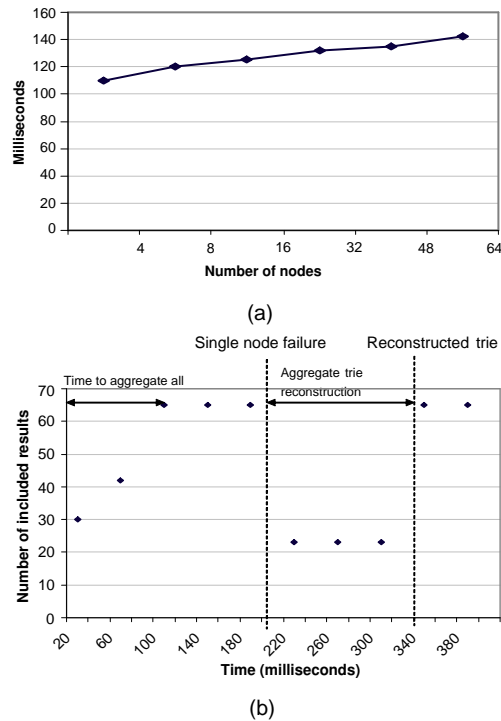 160
140
120
100
80
60
40
20
0
Milliseconds
4 8 16 32 48 64
Number of nodes
(a)
Single node failure Reconstructed trie
Time to aggregate all
Aggregate trie
reconstruction
70
60
50
40
30
20
10
0
Number of included results
20 60 100 140 180 220 260 300 340 380
Time (milliseconds)
(b)